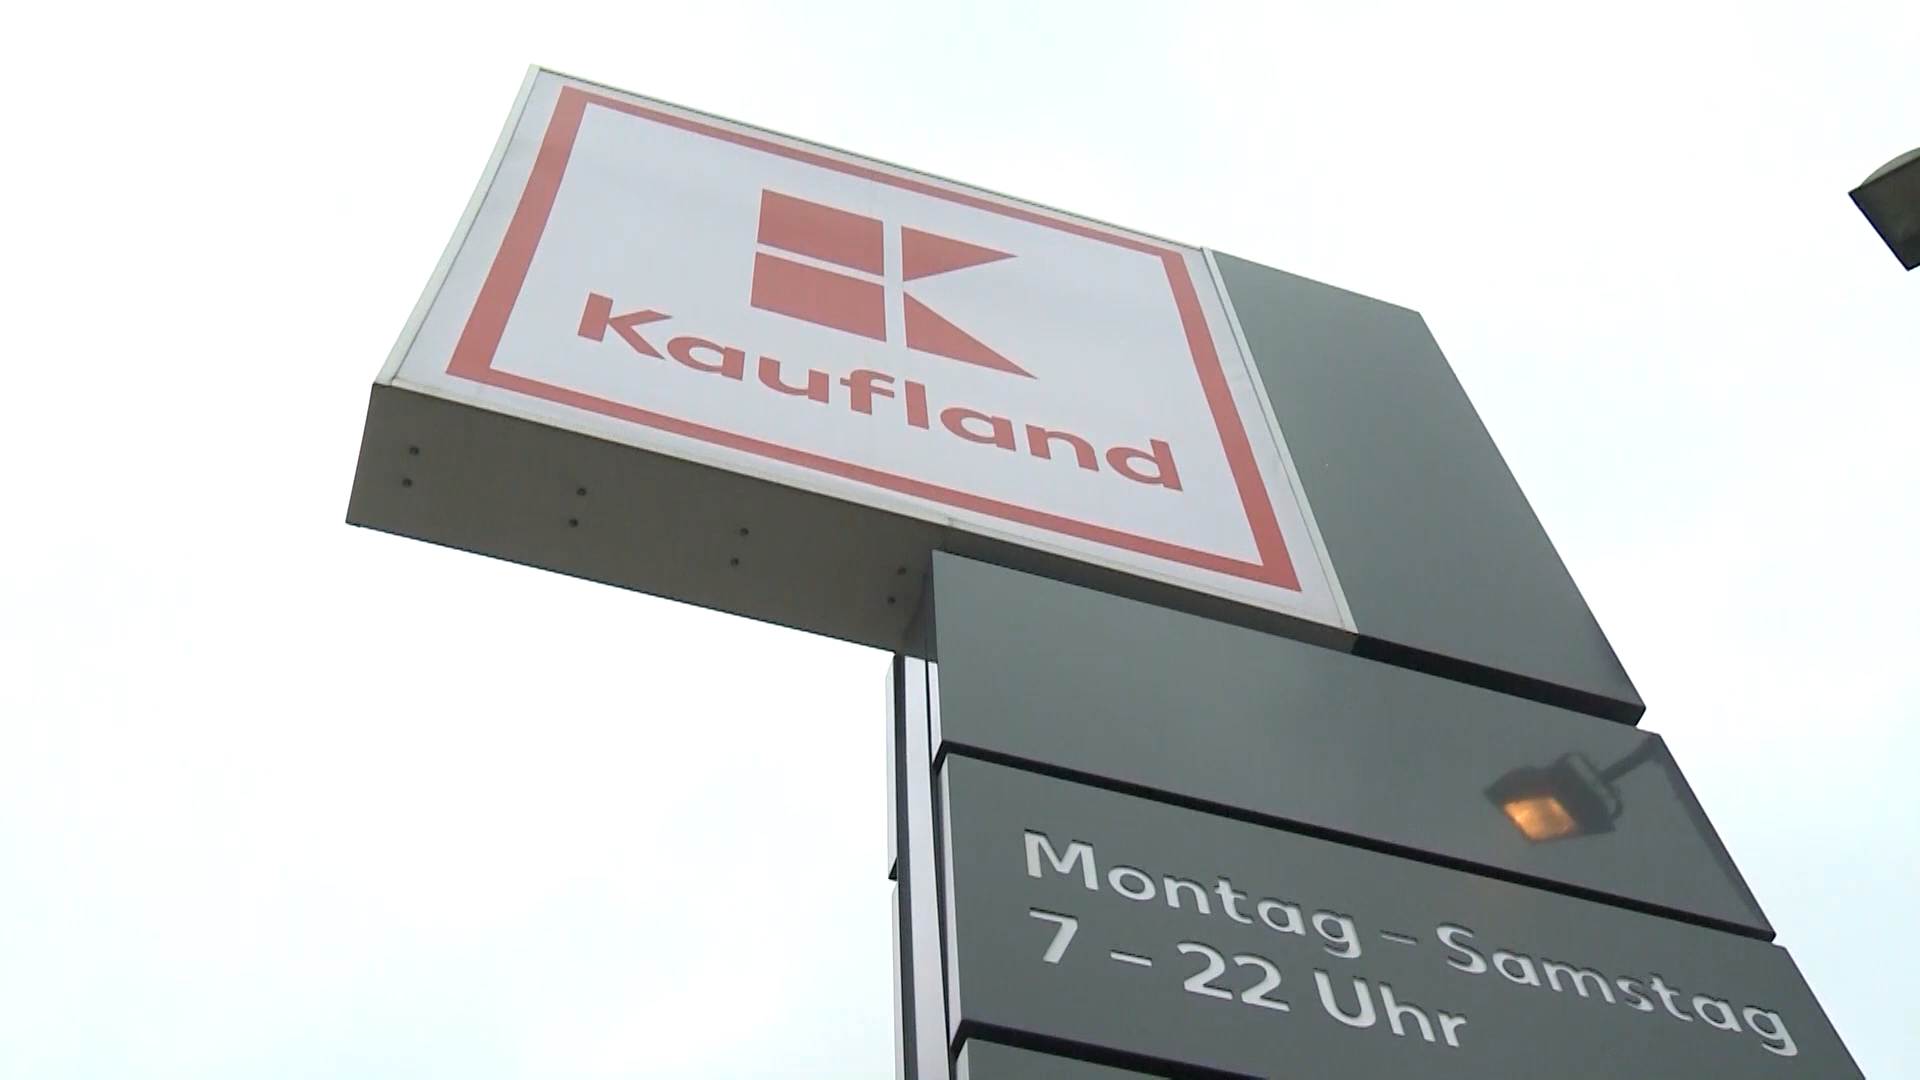 Kaufland
Montag – Samstag
7 – 22 Uhr